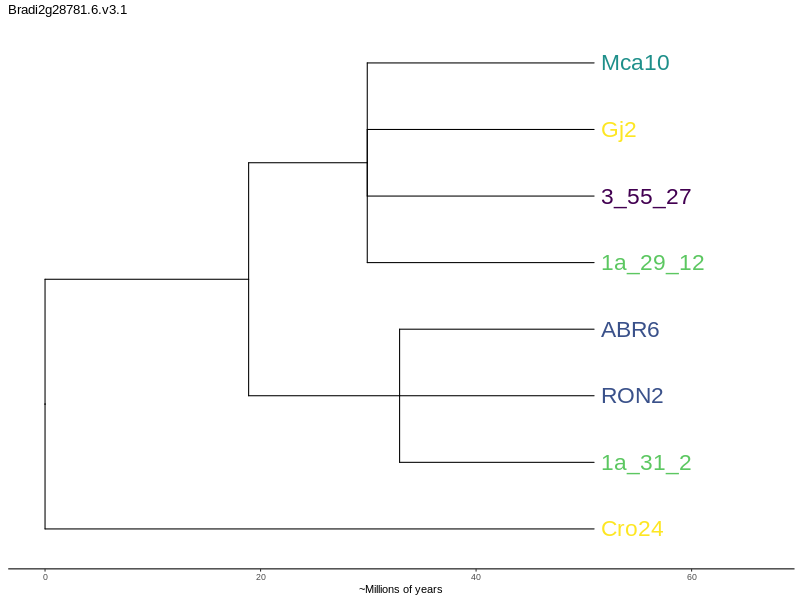 Bradi2g28781.6.v3.1
Mca10
Gj2
3_55_27
1a_29_12
ABR6
RON2
1a_31_2
Cro24
0 20 40 60
~Millions of years